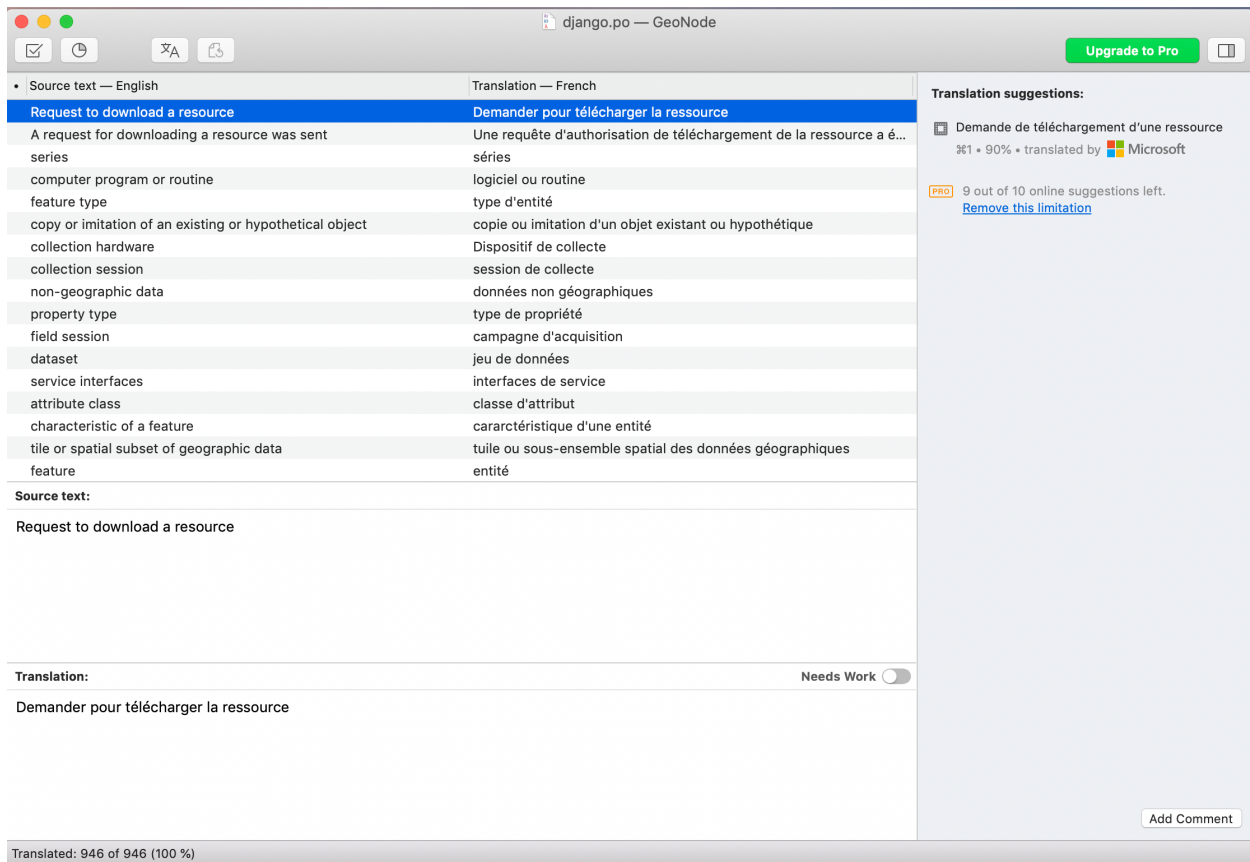 django.po — GeoNode
Upgrade to Pro
• Source text — English Translation — French
Request to download a resource Demander pour télécharger la ressource
A request for downloading a resource was sent Une requête d'authorisation de téléchargement de la ressource a é...
series séries
computer program or routine logiciel ou routine
feature type type d'entité
copy or imitation of an existing or hypothetical object copie ou imitation d'un objet existant ou hypothétique
collection hardware Dispositif de collecte
collection session session de collecte
non-geographic data données non géographiques
property type type de propriété
field session campagne d'acquisition
dataset jeu de données
service interfaces interfaces de service
attribute class classe d'attribut
characteristic of a feature cararctéristique d'une entité
tile or spatial subset of geographic data tuile ou sous-ensemble spatial des données géographiques
feature entité
Source text:
Request to download a resource
Translation: Needs Work
Demander pour télécharger la ressource
Translation suggestions:
Demande de téléchargement d’une ressource
⌘1 • 90% • translated by Microsoft
PRO 9 out of 10 online suggestions left.
Remove this limitation
Add Comment
Translated: 946 of 946 (100 %)